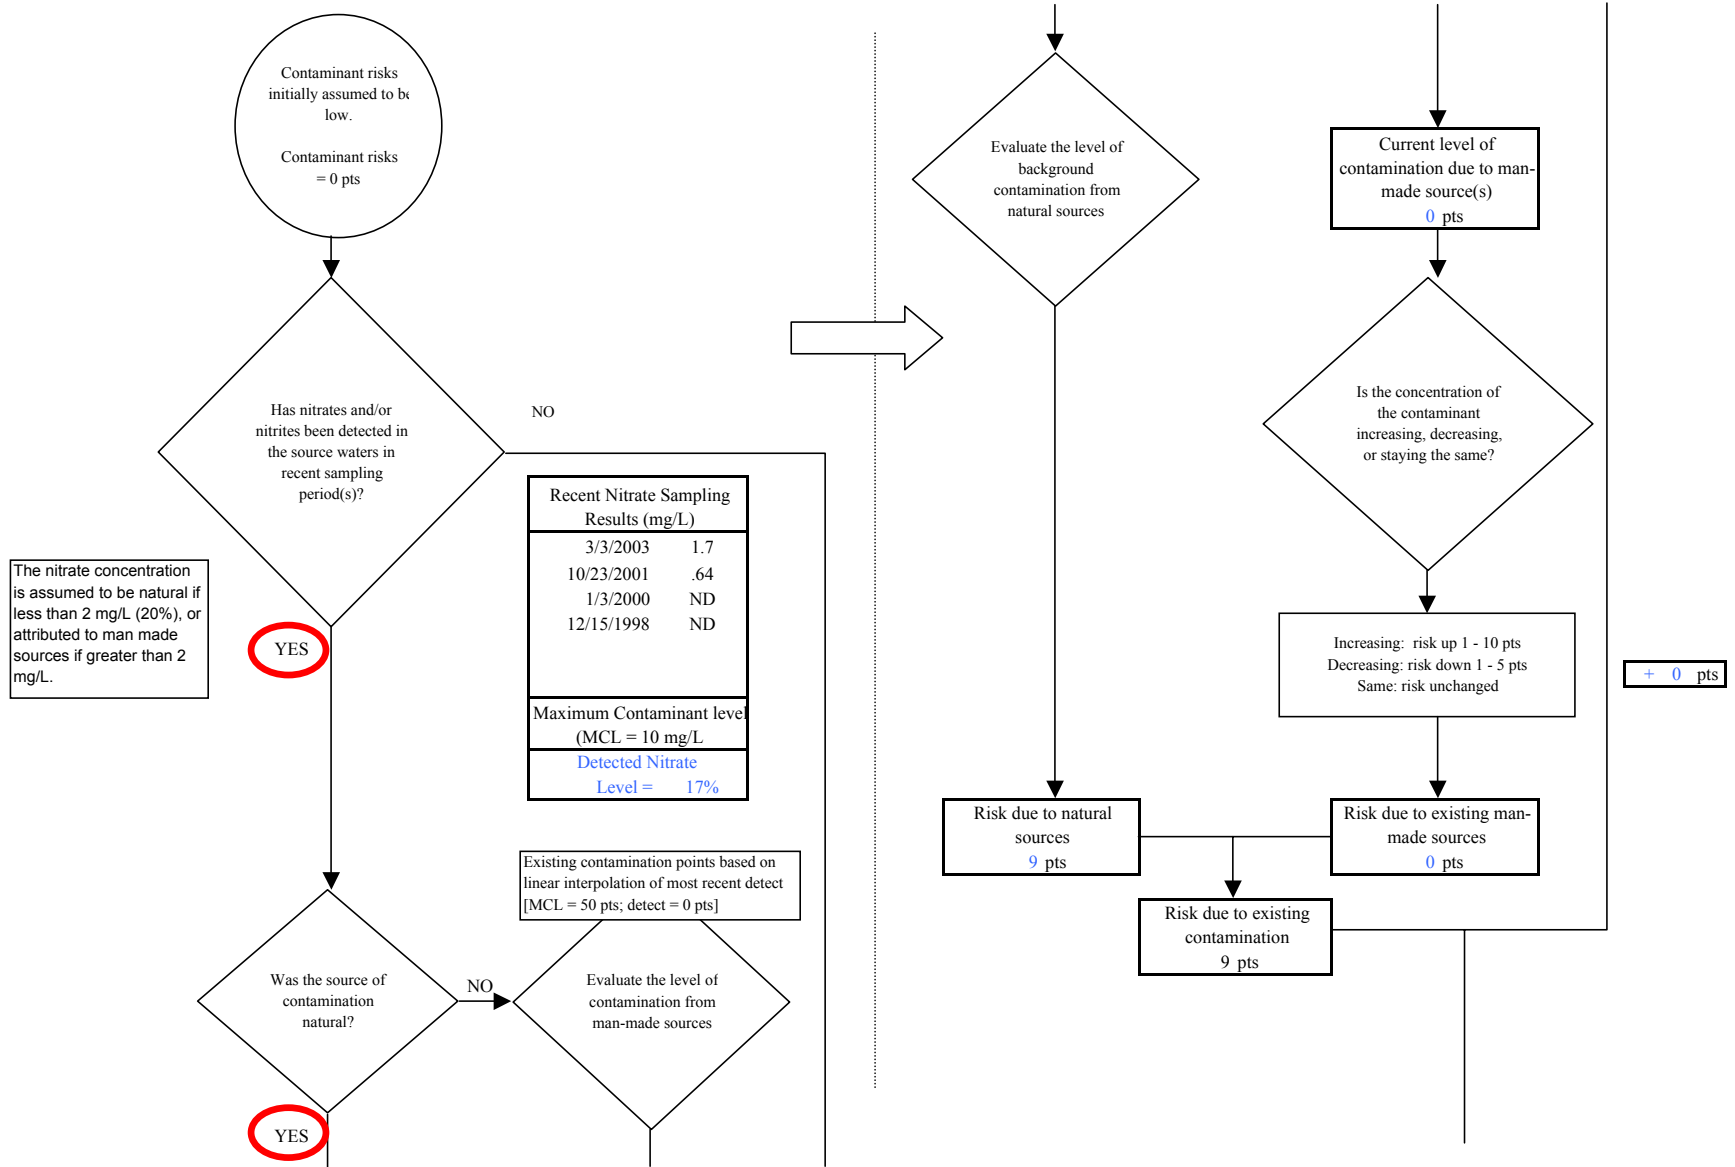 Contaminant risks
initially assumed to be
low.
Contaminant risks
= 0 pts
Has nitrates and/or
nitrites been detected in
the source waters in
recent sampling
period(s)?
NO
Recent Nitrate Sampling
Results (mg/L)
3/3/2003 1.7
10/23/2001 .64
1/3/2000 ND
12/15/1998 ND
Maximum Contaminant level
(MCL = 10 mg/L
Detected Nitrate
Level = 17%
The nitrate concentration
is assumed to be natural if
less than 2 mg/L (20%), or
attributed to man made
sources if greater than 2
mg/L.
YES
Existing contamination points based on
linear interpolation of most recent detect
[MCL = 50 pts; detect = 0 pts]
Was the source of
contamination
natural?
NO
Evaluate the level of
contamination from
man-made sources
YES
Evaluate the level of
background
contamination from
natural sources
Current level of
contamination due to man-
made source(s)
0 pts
Is the concentration of
the contaminant
increasing, decreasing,
or staying the same?
Increasing: risk up 1 - 10 pts
Decreasing: risk down 1 - 5 pts
Same: risk unchanged
+ 0 pts
Risk due to natural
sources
9 pts
Risk due to existing man-
made sources
0 pts
Risk due to existing
contamination
9 pts